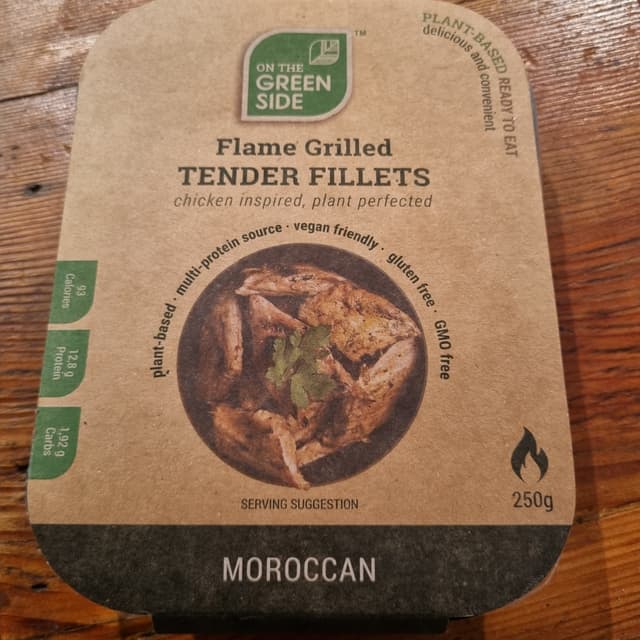 ON THE
GREEN
SIDE
TM
PLANT-BASED READY TO EAT
delicious and convenient
Flame Grilled
TENDER FILLETS
chicken inspired, plant perfected
plant-based · multi-protein source · vegan friendly · gluten free · GMO free
93
Calories
12,8 g
Protein
1,92 g
Carbs
SERVING SUGGESTION
250g
MOROCCAN